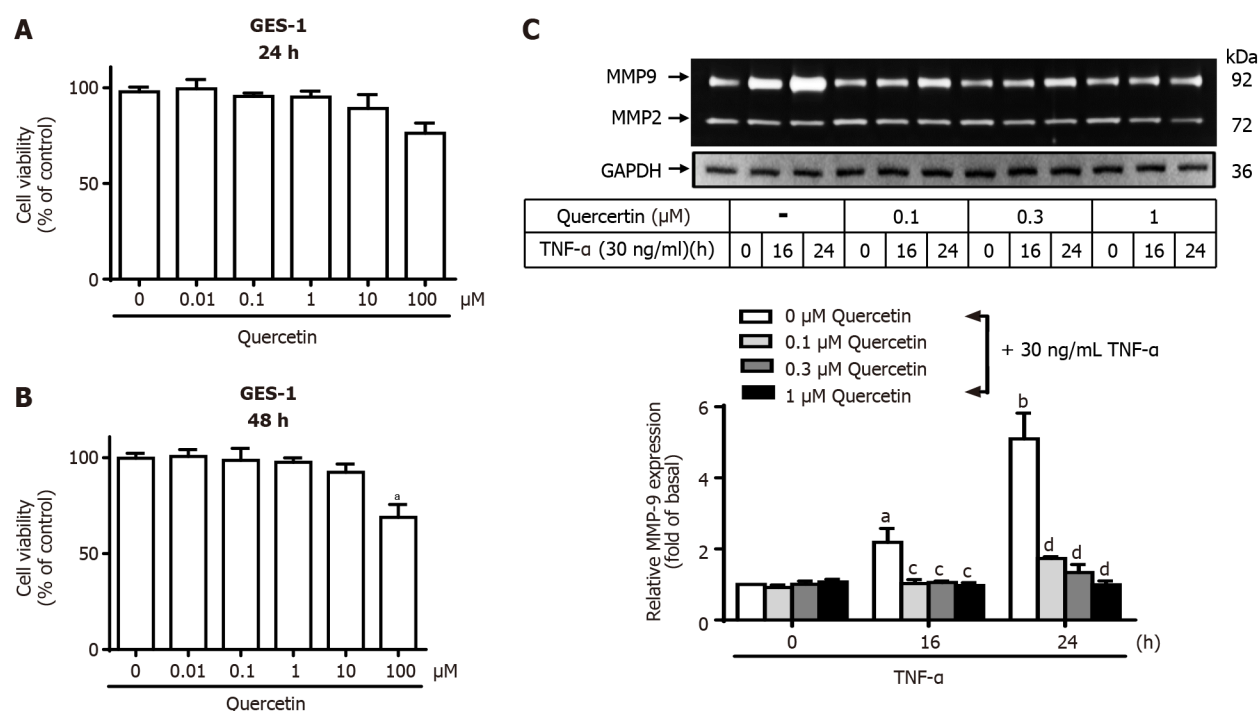 A
GES-1
24 h
Cell viability
(% of control)
100
50
0
0 0.01 0.1 1 10 100 μM
Quercetin
B
GES-1
48 h
Cell viability
(% of control)
100
50
0
a
0 0.01 0.1 1 10 100 μM
Quercetin
C
kDa
MMP9 92
MMP2 72
GAPDH 36
Quercertin (μM) - 0.1 0.3 1
TNF-α (30 ng/ml)(h) 0 16 24 0 16 24 0 16 24 0 16 24
0 μM Quercetin
0.1 μM Quercetin
0.3 μM Quercetin
1 μM Quercetin
+ 30 ng/mL TNF-α
Relative MMP-9 expression
(fold of basal)
6
4
2
0
a c c c
b d d d
0 16 24 (h)
TNF-α